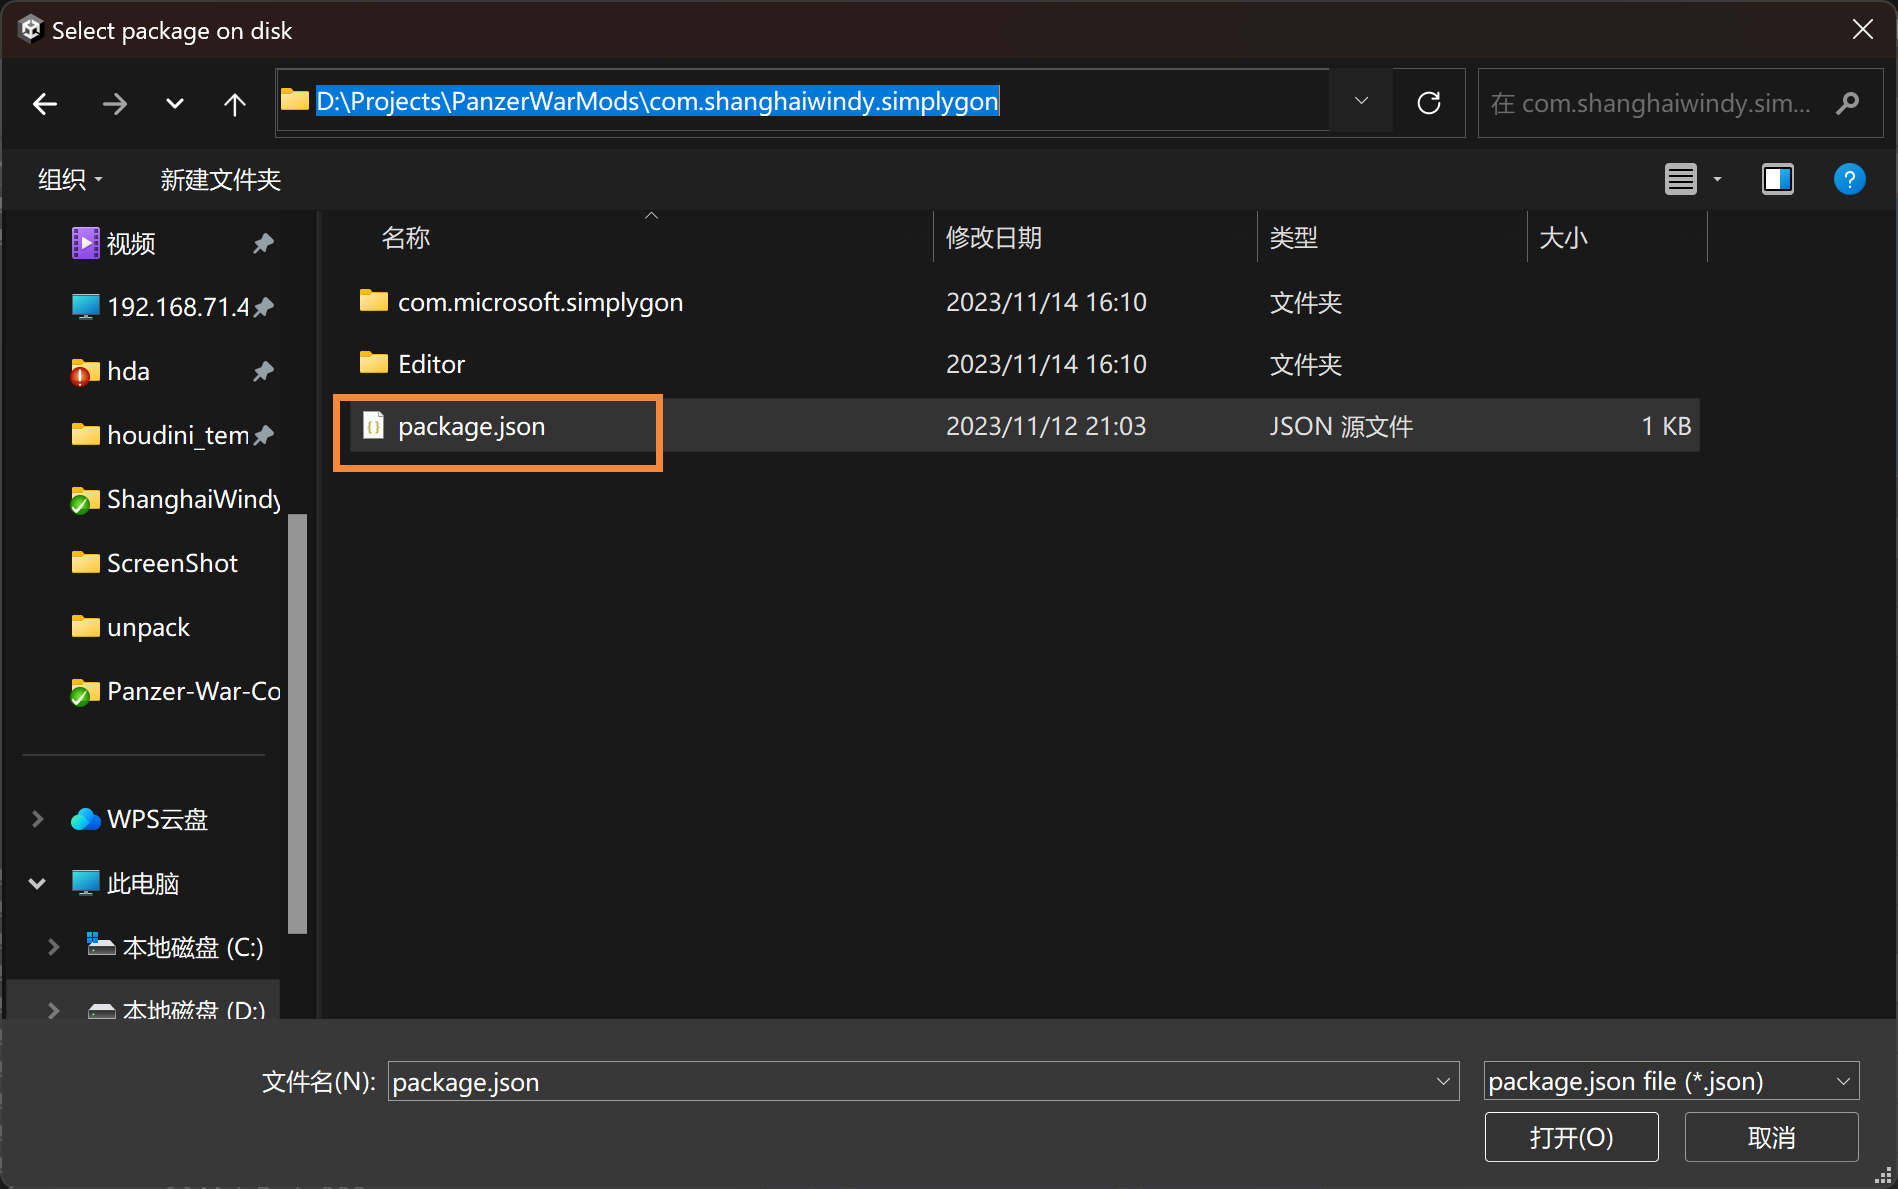 Select package on disk
D:\Projects\PanzerWarMods\com.shanghaiwindy.simplygon
在 com.shanghaiwindy.sim...
组织
新建文件夹
名称
修改日期
类型
大小
com.microsoft.simplygon
2023/11/14 16:10
文件夹
Editor
2023/11/14 16:10
文件夹
package.json
2023/11/12 21:03
JSON 源文件
1 KB
视频
192.168.71.4
hda
houdini_tem
ShanghaiWindy
ScreenShot
unpack
Panzer-War-Co
WPS云盘
此电脑
本地磁盘 (C:)
本地磁盘 (D:)
文件名(N):
package.json
package.json file (*.json)
打开(O)
取消